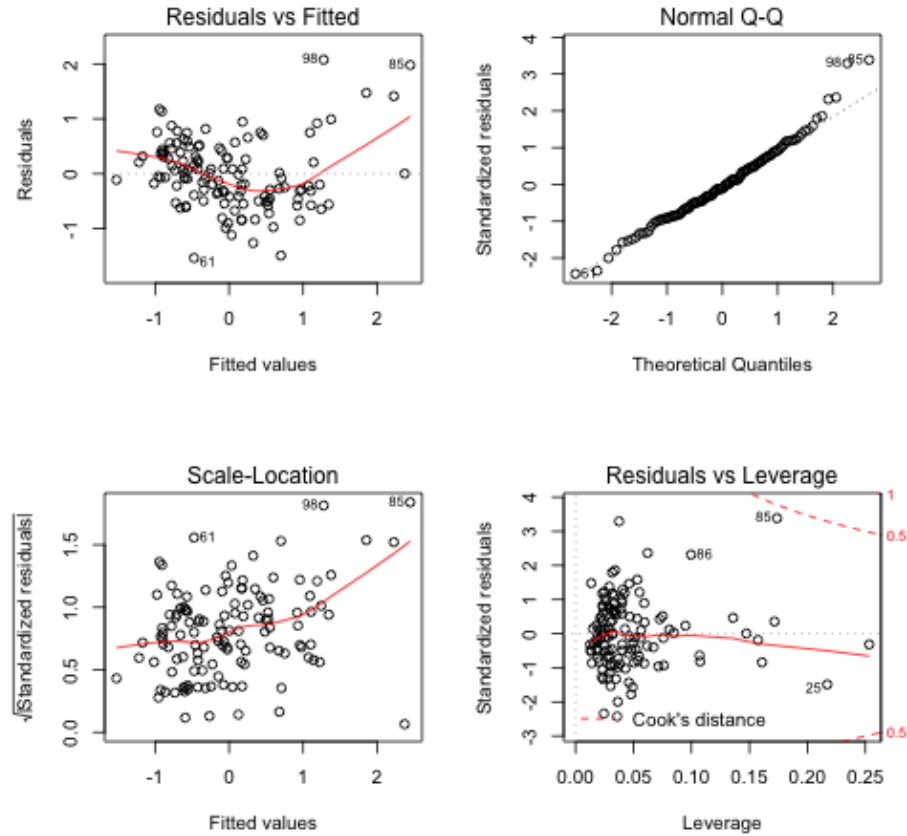 Residuals vs Fitted
Residuals
2
1
0
-1
98
85
61
-1 0 1 2
Fitted values
Normal Q-Q
Standardized residuals
4
3
2
1
0
-1
-2
98
85
61
-2 -1 0 1 2
Theoretical Quantiles
Scale-Location
√|Standardized residuals|
1.5
1.0
0.5
0.0
98
85
61
-1 0 1 2
Fitted values
Residuals vs Leverage
Standardized residuals
4
3
2
1
0
-1
-2
-3
85
86
25
1
0.5
0.5
Cook's distance
0.00 0.05 0.10 0.15 0.20 0.25
Leverage